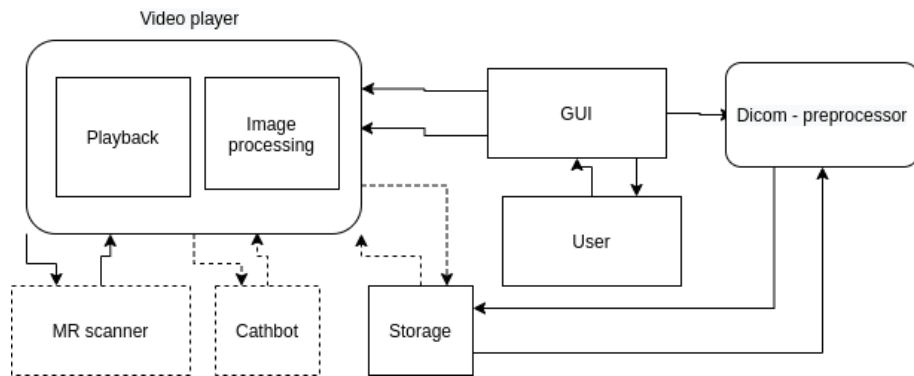 Video player
Playback
Image
processing
GUI
Dicom - preprocessor
User
MR scanner
Cathbot
Storage